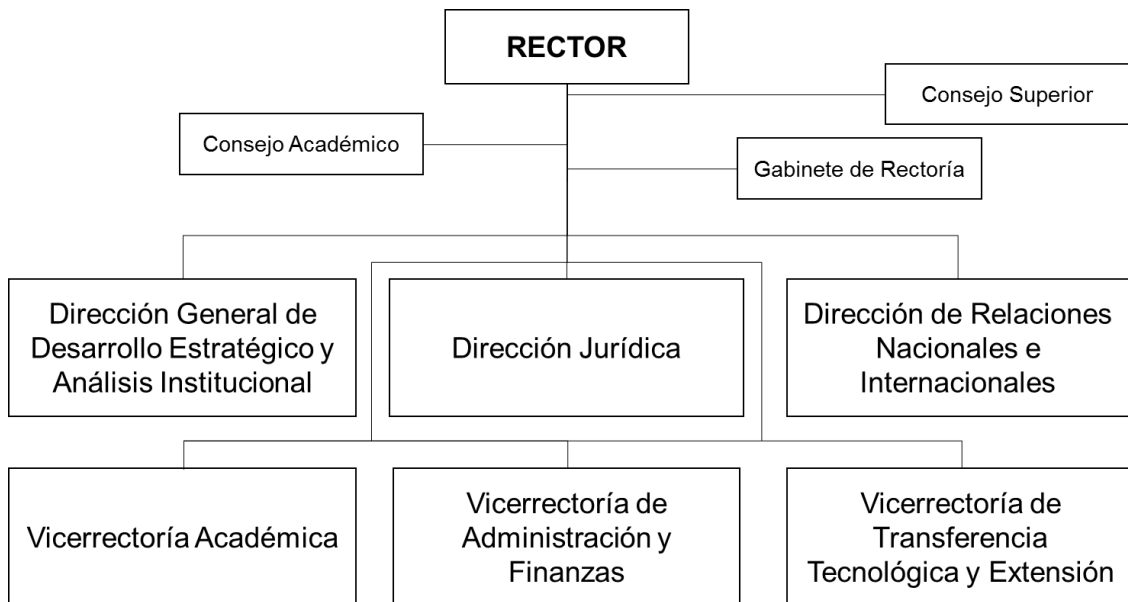 RECTOR
Consejo Superior
Consejo Académico
Gabinete de Rectoría
Dirección General de
Desarrollo Estratégico y
Análisis Institucional
Dirección Jurídica
Dirección de Relaciones
Nacionales e
Internacionales
Vicerrectoría Académica
Vicerrectoría de
Administración y
Finanzas
Vicerrectoría de
Transferencia
Tecnológica y Extensión